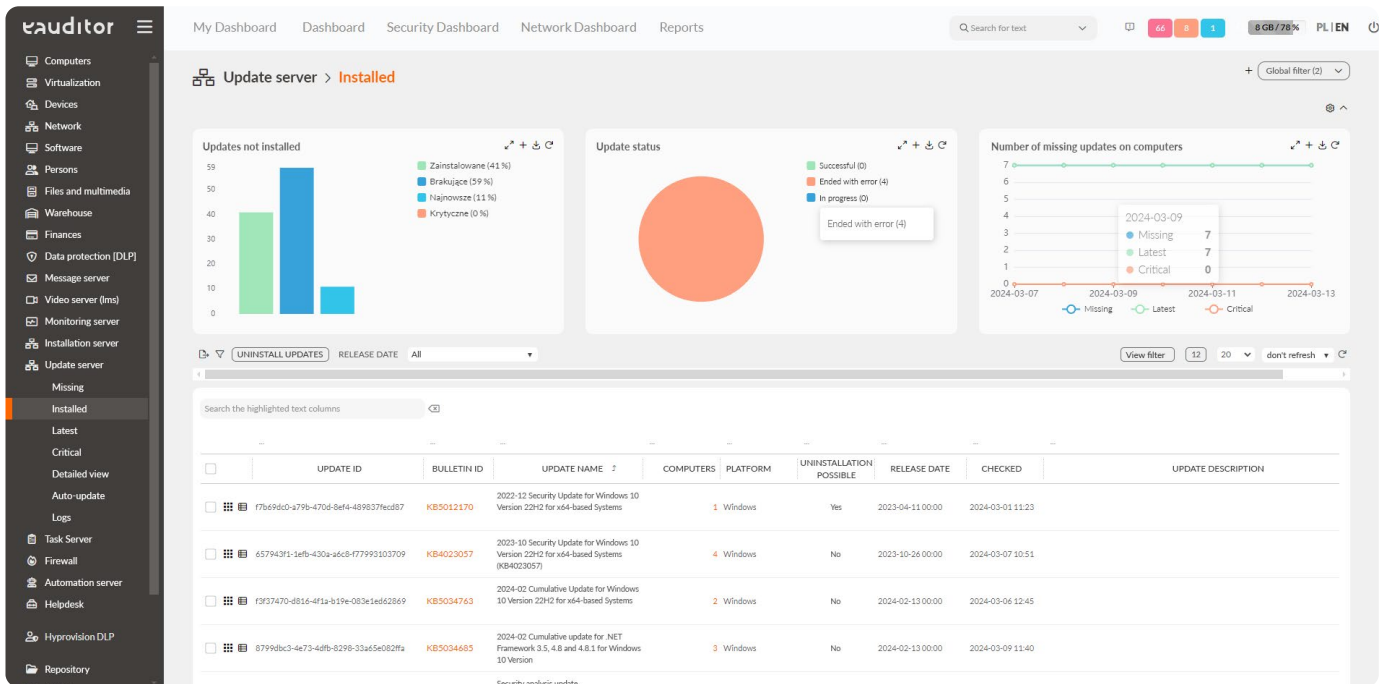 eauditor
My Dashboard Dashboard Security Dashboard Network Dashboard Reports
Search for text
66 8 1
8 GB / 78 %
PL|EN
Computers
Virtualization
Devices
Network
Software
Persons
Files and multimedia
Warehouse
Finances
Data protection [DLP]
Message server
Video server (lms)
Monitoring server
Installation server
Update server
Missing
Installed
Latest
Critical
Detailed view
Auto-update
Logs
Task Server
Firewall
Automation server
Helpdesk
Hyprovision DLP
Repository
Update server > Installed
+ Global filter (2)
Updates not installed
59
50
40
30
20
10
0
Zainstalowane (41 %)
Brakujące (59 %)
Najnowsze (11 %)
Krytyczne (0 %)
Update status
Successful (0)
Ended with error (4)
In progress (0)
Ended with error (4)
Number of missing updates on computers
7
6
5
4
3
2
1
0
2024-03-09
Missing 7
Latest 7
Critical 0
2024-03-07 2024-03-09 2024-03-11 2024-03-13
Missing Latest Critical
UNINSTALL UPDATES RELEASE DATE All
View filter 12 20 don't refresh
Search the highlighted text columns
... ... ... ... ... ... ... ... ...
UPDATE ID BULLETIN ID UPDATE NAME COMPUTERS PLATFORM UNINSTALLATION POSSIBLE RELEASE DATE CHECKED UPDATE DESCRIPTION
2022-12 Security Update for Windows 10
f7b69dc0-a79b-470d-8ef4-489837fecd87 KB5012170 Version 22H2 for x64-based Systems 1 Windows Yes 2023-04-11 00:00 2024-03-01 11:23
2023-10 Security Update for Windows 10
657943f1-1efb-430a-a6c8-f77993103709 KB4023057 Version 22H2 for x64-based Systems 4 Windows No 2023-10-26 00:00 2024-03-07 10:51
(KB4023057)
2024-02 Cumulative Update for Windows
f3f37470-d816-4f1a-b19e-083e1ed62869 KB5034763 10 Version 22H2 for x64-based Systems 2 Windows No 2024-02-13 00:00 2024-03-06 12:45
2024-02 Cumulative update for .NET
8799dbc3-4e73-4dfb-8298-33a65e082ffa KB5034685 Framework 3.5, 4.8 and 4.8.1 for Windows 3 Windows No 2024-02-13 00:00 2024-03-09 11:40
10 Version
Security analysis update